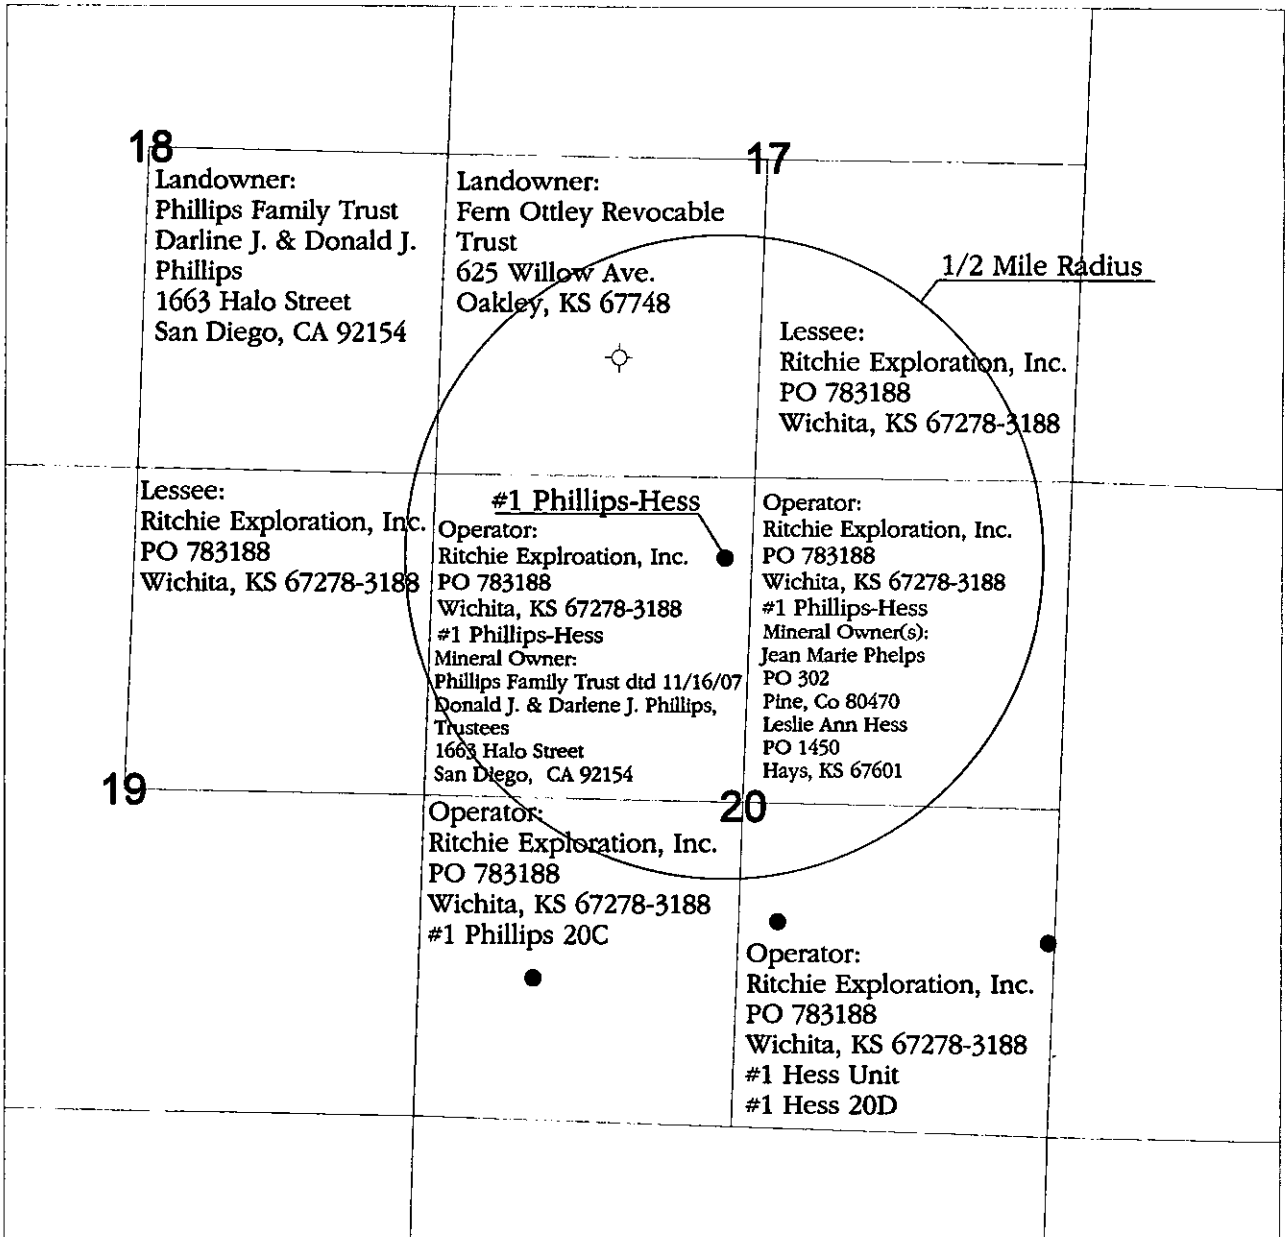 18
17
Landowner:
Phillips Family Trust
Darline J. & Donald J.
Phillips
1663 Halo Street
San Diego, CA 92154
Landowner:
Fern Ottley Revocable
Trust
625 Willow Ave.
Oakley, KS 67748
1/2 Mile Radius
Lessee:
Ritchie Exploration, Inc.
PO 783188
Wichita, KS 67278-3188
Lessee:
Ritchie Exploration, Inc.
PO 783188
Wichita, KS 67278-3188
#1 Phillips-Hess
Operator:
Ritchie Explroation, Inc.
PO 783188
Wichita, KS 67278-3188
#1 Phillips-Hess
Mineral Owner:
Phillips Family Trust dtd 11/16/07
Donald J. & Darlene J. Phillips,
Trustees
1663 Halo Street
San Diego, CA 92154
Operator:
Ritchie Exploration, Inc.
PO 783188
Wichita, KS 67278-3188
#1 Phillips-Hess
Mineral Owner(s):
Jean Marie Phelps
PO 302
Pine, Co 80470
Leslie Ann Hess
PO 1450
Hays, KS 67601
19
20
Operator:
Ritchie Exploration, Inc.
PO 783188
Wichita, KS 67278-3188
#1 Phillips 20C
Operator:
Ritchie Exploration, Inc.
PO 783188
Wichita, KS 67278-3188
#1 Hess Unit
#1 Hess 20D